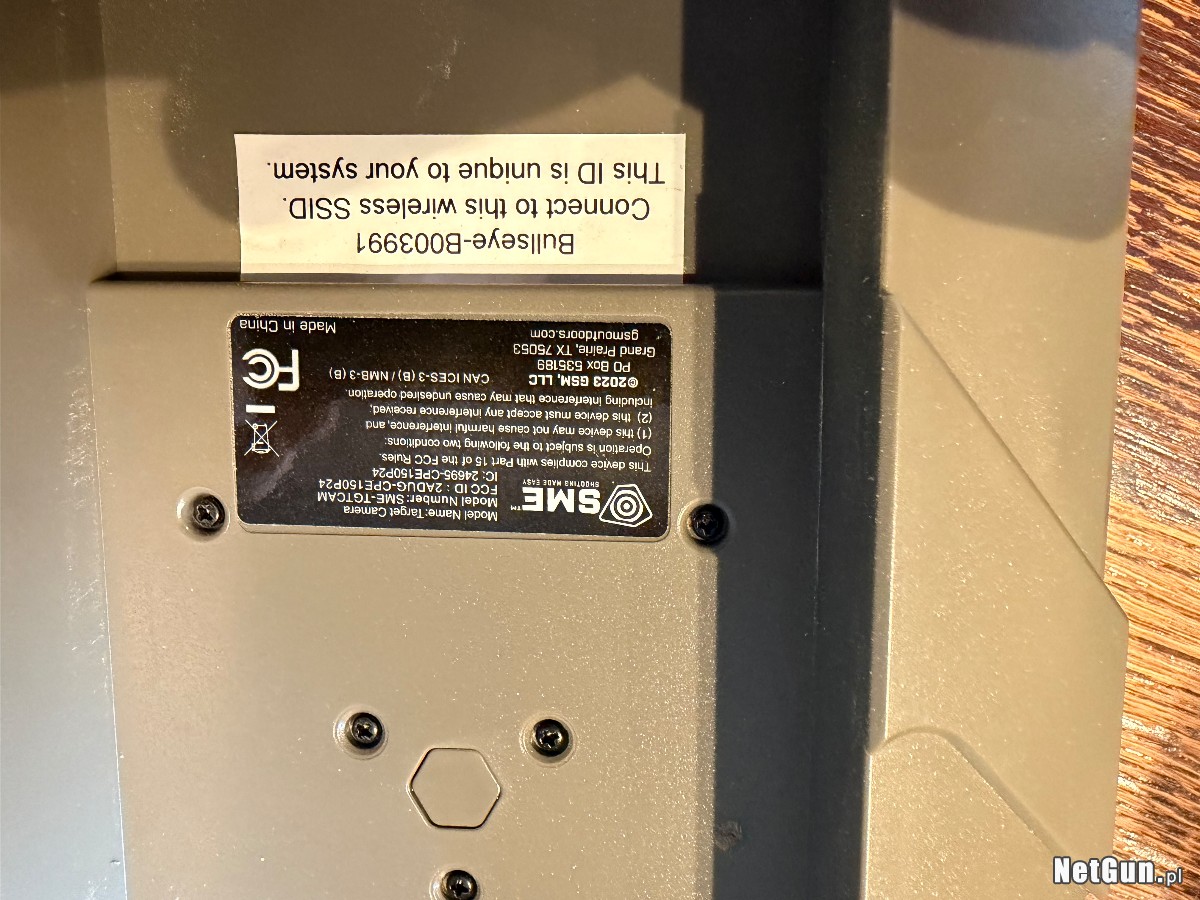 Bullseye-B003991
Connect to this wireless SSID.
This ID is unique to your system.
SME™
SHOOTING MADE EASY
Model Name:Target Camera
Model Number:SME-TGTCAM
FCC ID : 2ADUG-CPE150P24
IC: 24695-CPE150P24
This device complies with Part 15 of the FCC Rules.
Operation is subject to the following two conditions:
(1) this device may not cause harmful interference, and
(2) this device must accept any interference received,
including interference that may cause undesired operation.
©2023 GSM, LLC
PO Box 535189
Grand Prairie, TX 75053
gsmoutdoors.com
CAN ICES-3 (B) / NMB-3 (B)
FC
Made in China
NetGun.pl